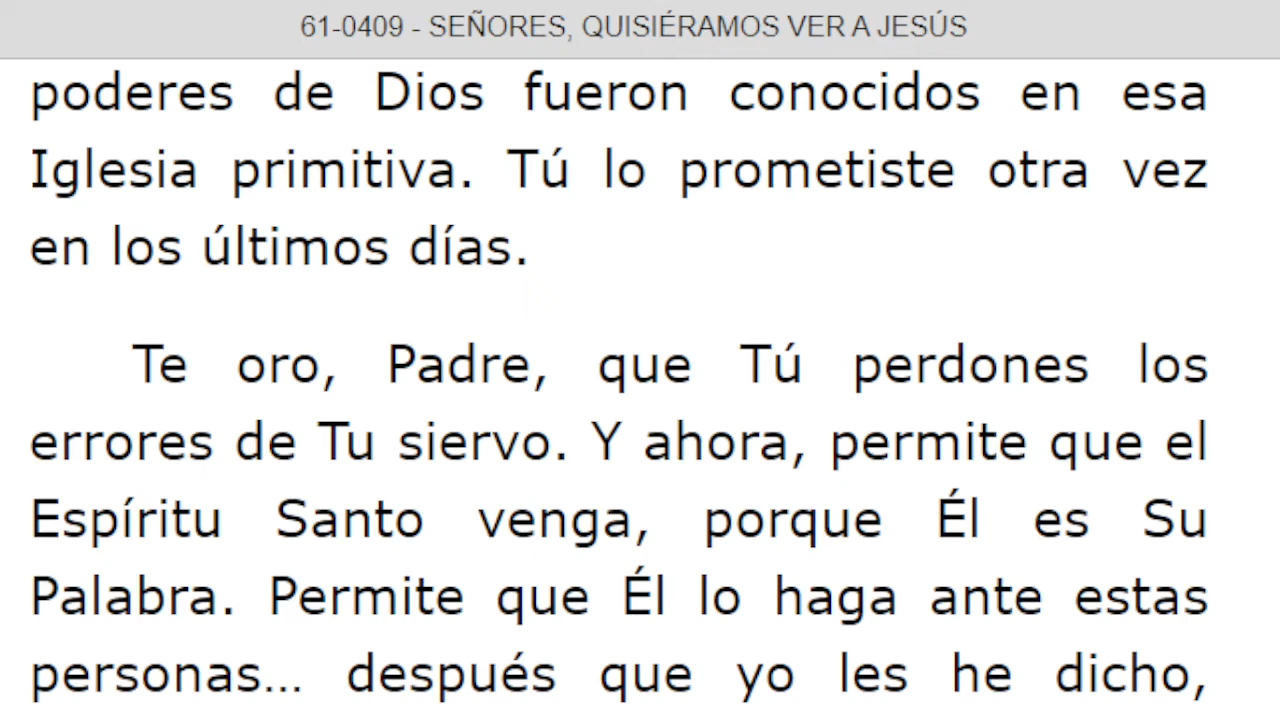 61-0409 - SEÑORES, QUISIÉRAMOS VER A JESÚS
poderes de Dios fueron conocidos en esa
Iglesia primitiva. Tú lo prometiste otra vez
en los últimos días.
Te oro, Padre, que Tú perdones los
errores de Tu siervo. Y ahora, permite que el
Espíritu Santo venga, porque Él es Su
Palabra. Permite que Él lo haga ante estas
personas… después que yo les he dicho,